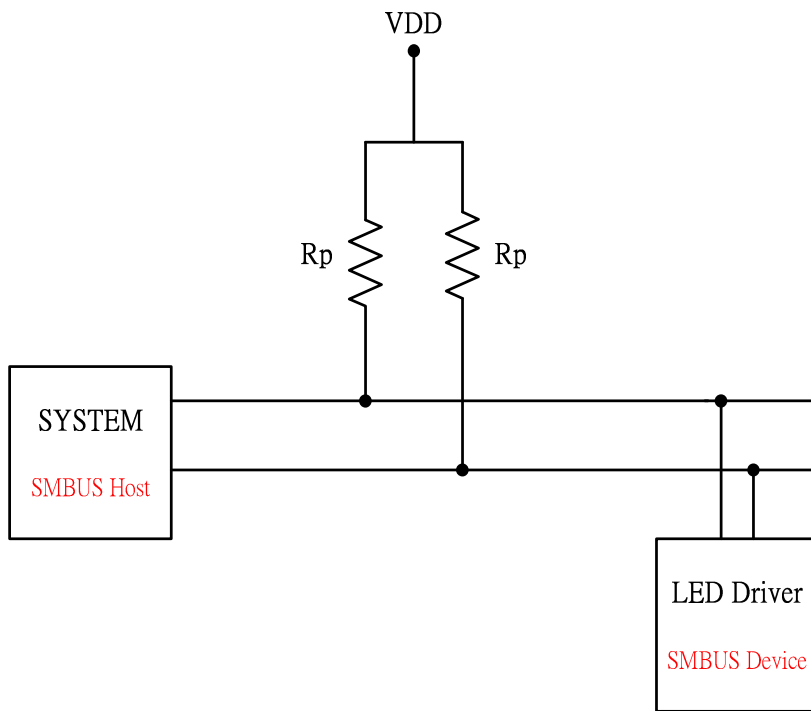 VDD
Rp
Rp
SYSTEM
SMBUS Host
LED Driver
SMBUS Device